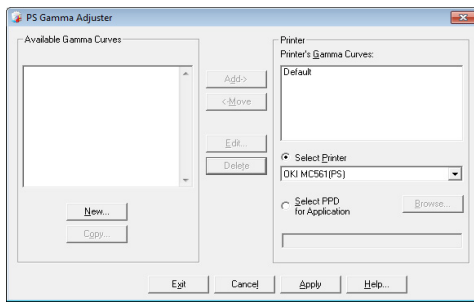 PS Gamma Adjuster
Available Gamma Curves
Add->
<-Move
Edit...
Delete
New...
Copy...
Printer
Printer's Gamma Curves:
Default
Select Printer
OKI MC561(PS)
Select PPD
for Application
Browse...
Exit
Cancel
Apply
Help...